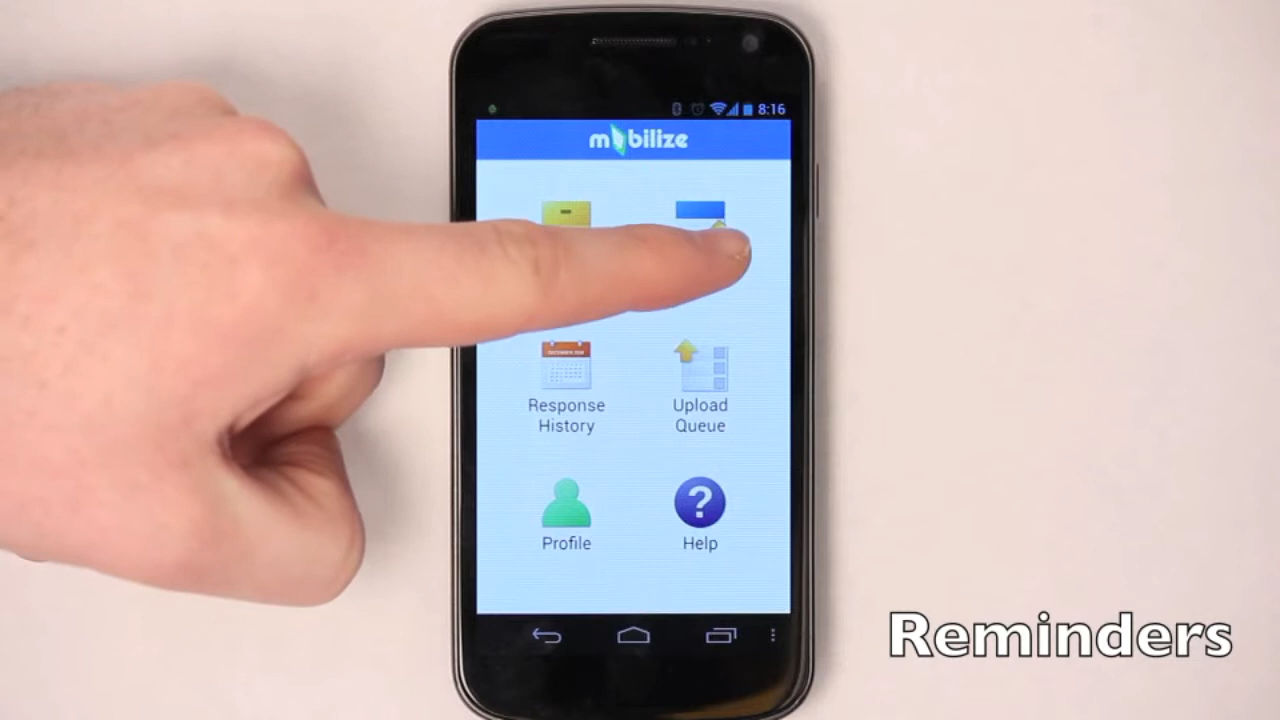 8:16
mobilize
Response
History
Upload
Queue
?
Profile
Help
Reminders